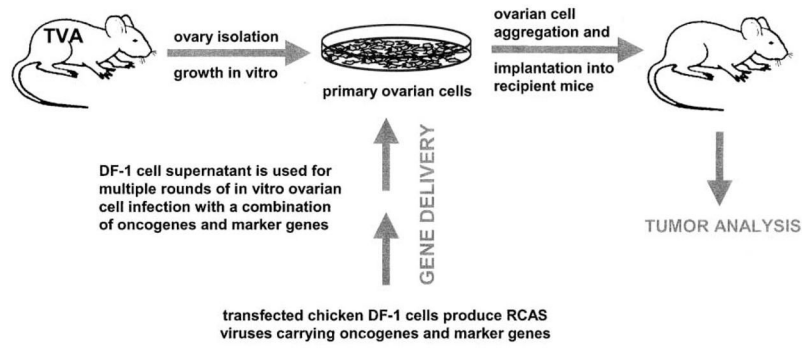 TVA
ovary isolation
growth in vitro
primary ovarian cells
ovarian cell
aggregation and
implantation into
recipient mice
DF-1 cell supernatant is used for
multiple rounds of in vitro ovarian
cell infection with a combination
of oncogenes and marker genes
GENE DELIVERY
TUMOR ANALYSIS
transfected chicken DF-1 cells produce RCAS
viruses carrying oncogenes and marker genes